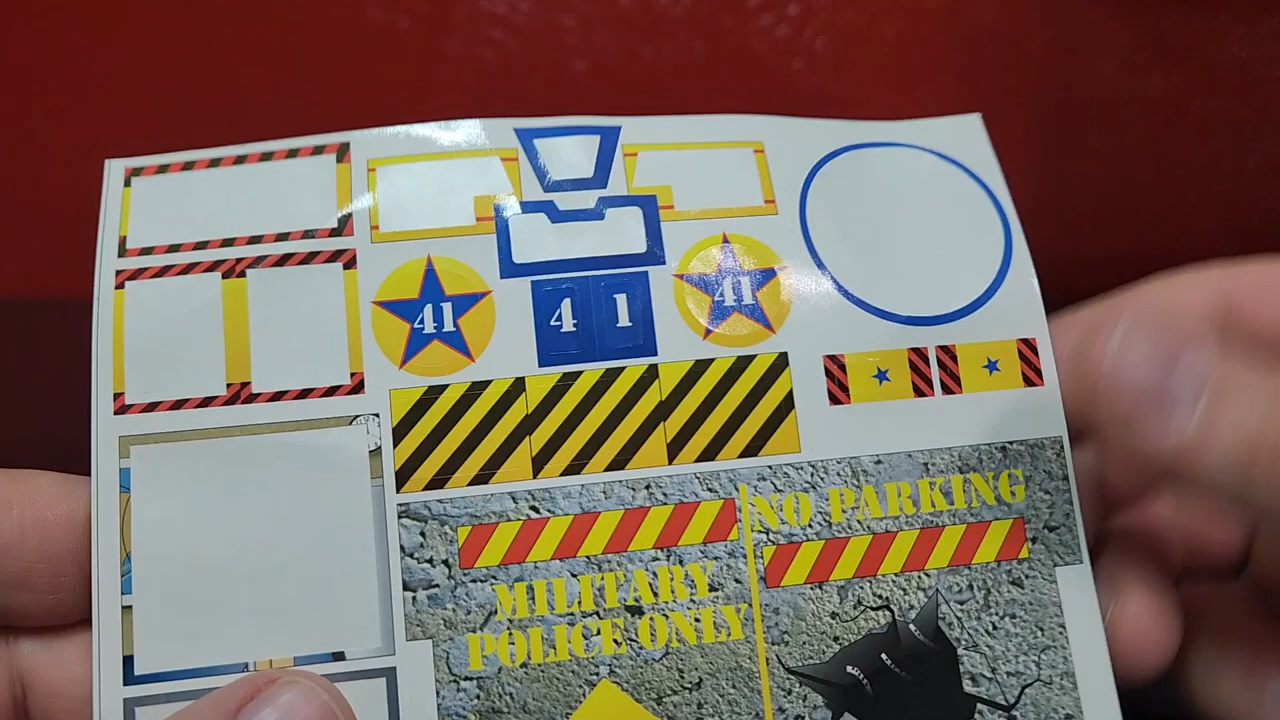 41
4 1
41
NO PARKING
MILITARY
POLICE ONLY